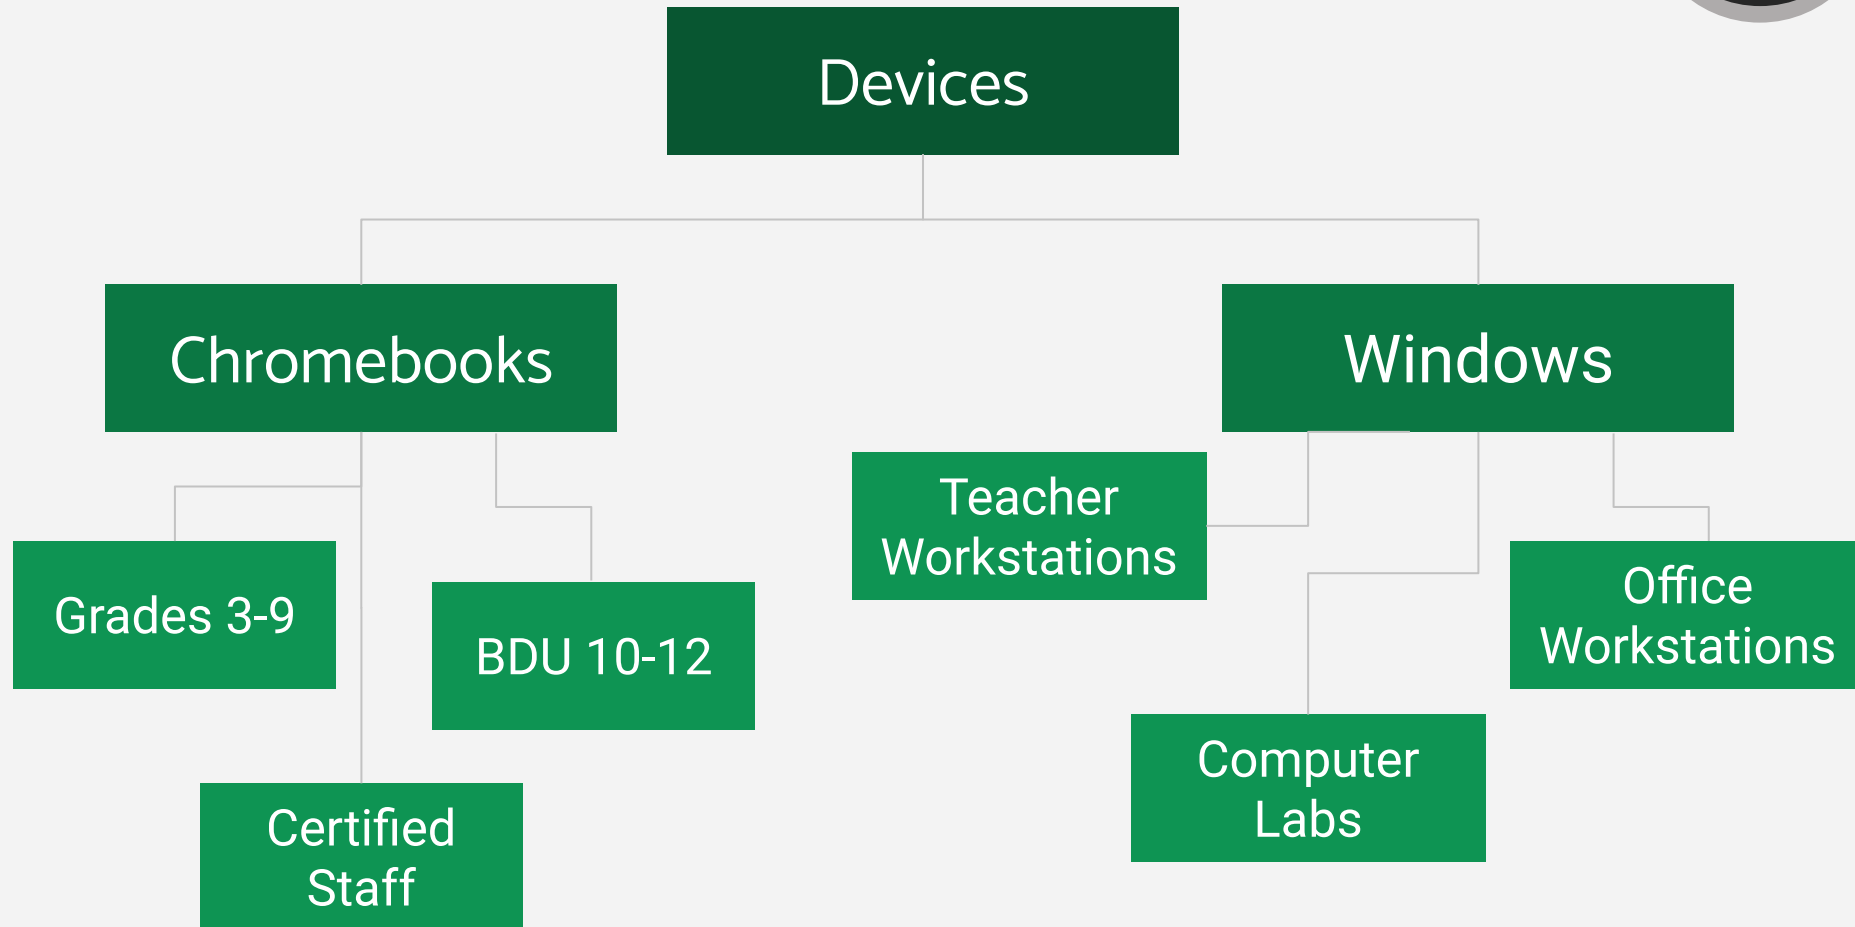 Devices
Chromebooks
Windows
Grades 3-9
BDU 10-12
Certified
Staff
Teacher
Workstations
Computer
Labs
Office
Workstations